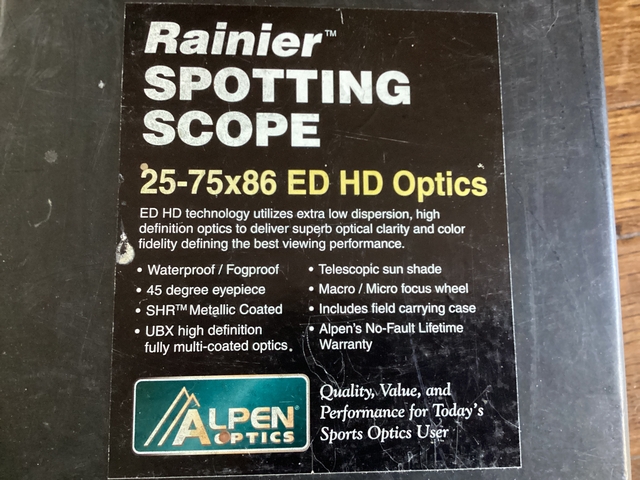 Rainier™
SPOTTING
SCOPE
25-75x86 ED HD Optics
ED HD technology utilizes extra low dispersion, high
definition optics to deliver superb optical clarity and color
fidelity defining the best viewing performance.
• Waterproof / Fogproof
• 45 degree eyepiece
• SHR™ Metallic Coated
• UBX high definition
fully multi-coated optics.
• Telescopic sun shade
• Macro / Micro focus wheel
• Includes field carrying case
• Alpen's No-Fault Lifetime
Warranty
ALPEN®
OPTICS
Quality, Value, and
Performance for Today's
Sports Optics User